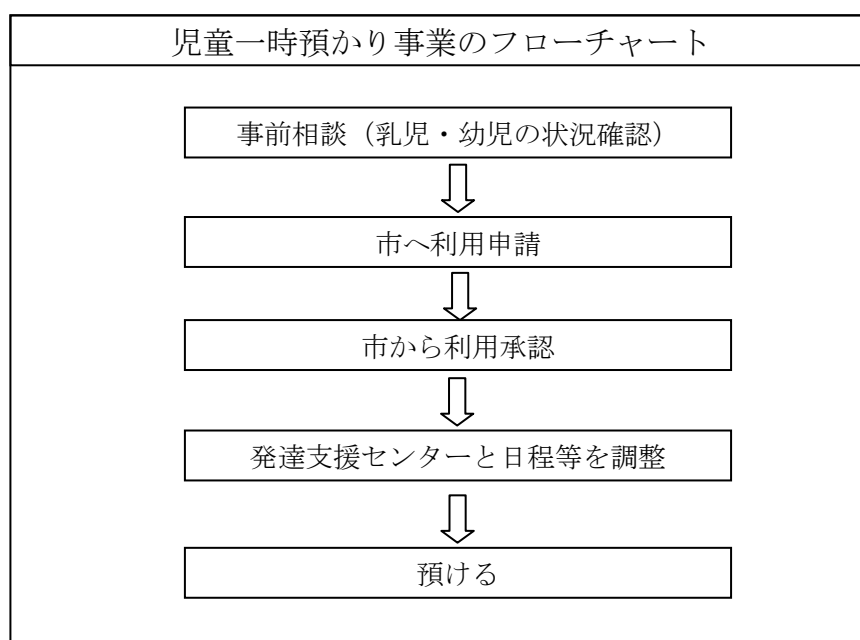 児童一時預かり事業のフローチャート
事前相談（乳児・幼児の状況確認）
市へ利用申請
市から利用承認
発達支援センターと日程等を調整
預ける